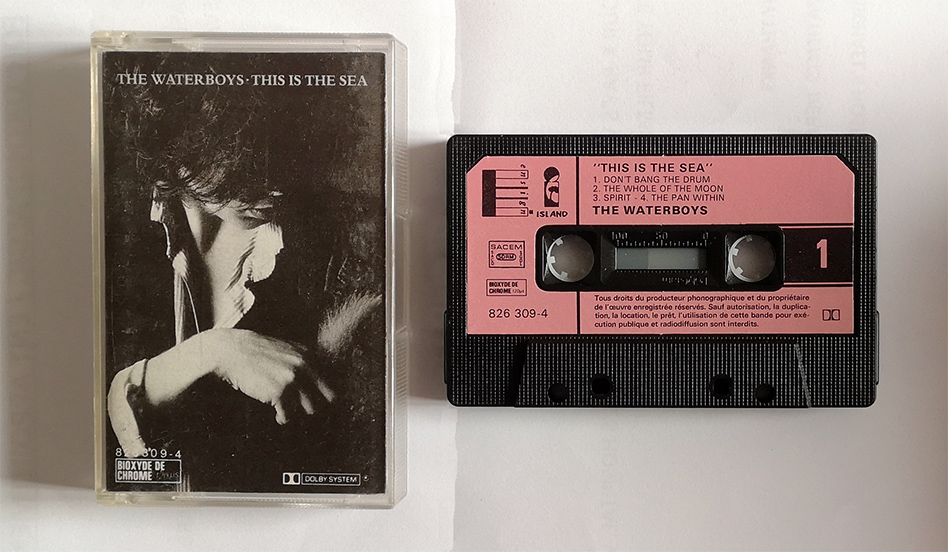 THE WATERBOYS · THIS IS THE SEA
BIOXYDE DE
CHROME
DOLBY SYSTEM
ISLAND
"THIS IS THE SEA"
1. DON'T BANG THE DRUM
2. THE WHOLE OF THE MOON
3. SPIRIT - 4. THE PAN WITHIN
THE WATERBOYS
SACEM
100 50 0
1
BIOXYDE DE
CHROME
826 309-4
Tous droits du producteur phonographique et du propriétaire
de l'œuvre enregistrée réservés. Sauf autorisation, la duplica-
tion, la location, le prêt, l'utilisation de cette bande pour exé-
cution publique et radiodiffusion sont interdits.